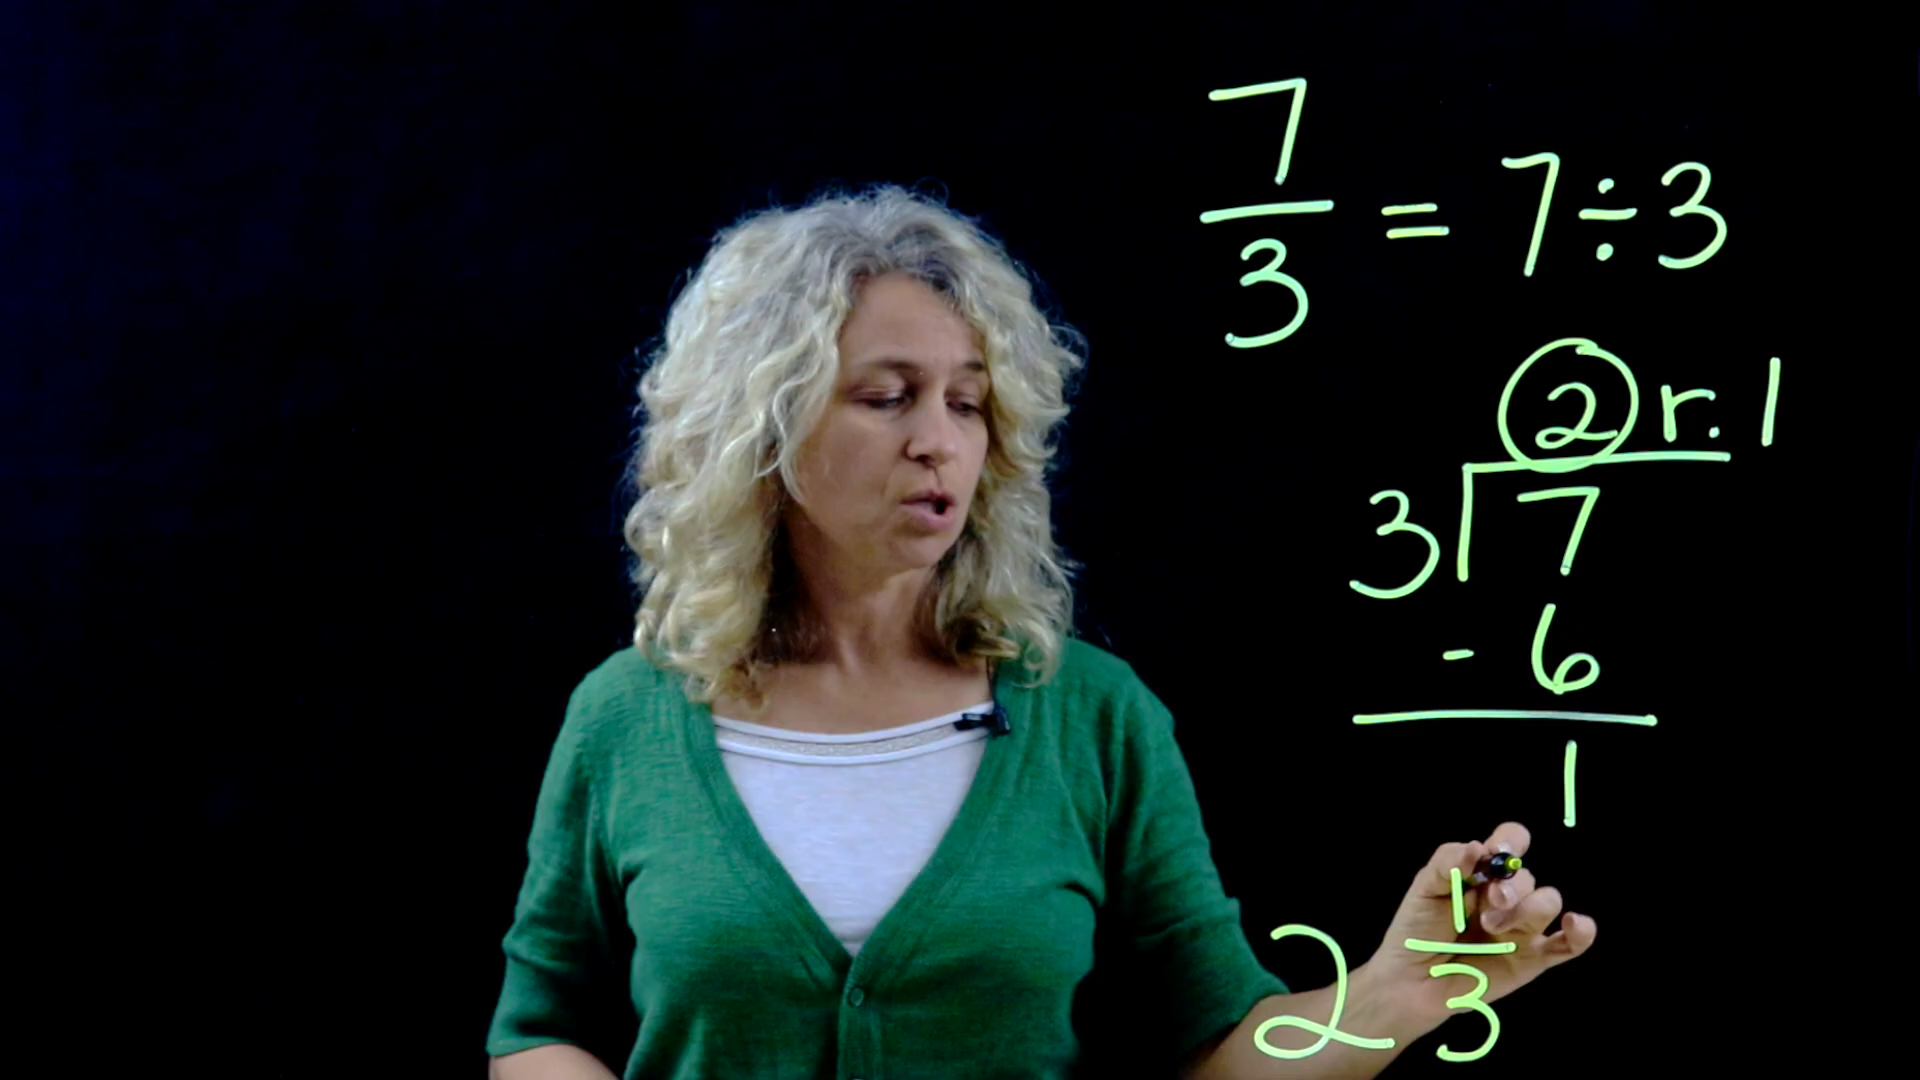 7/3 = 7÷3
2 r. 1
3 7
- 6
1
2 1/3